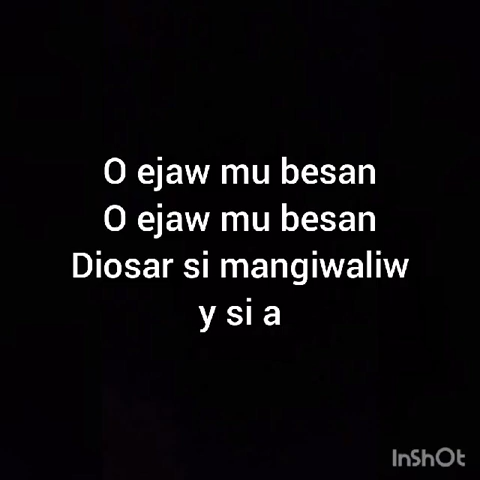 O ejaw mu besan
O ejaw mu besan
Diosar si mangiwaliw
y si a
InShOt